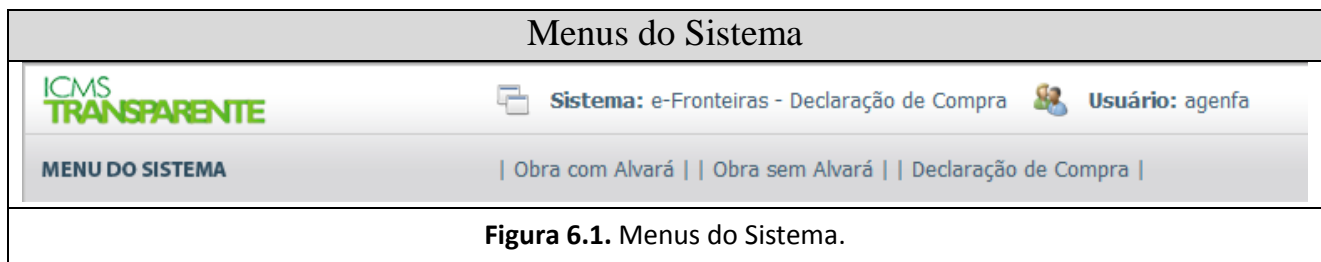 Menus do Sistema
ICMS
TRANSPARENTE
Sistema: e-Fronteiras - Declaração de Compra Usuário: agenfa
MENU DO SISTEMA | Obra com Alvará | | Obra sem Alvará | | Declaração de Compra |
Figura 6.1. Menus do Sistema.